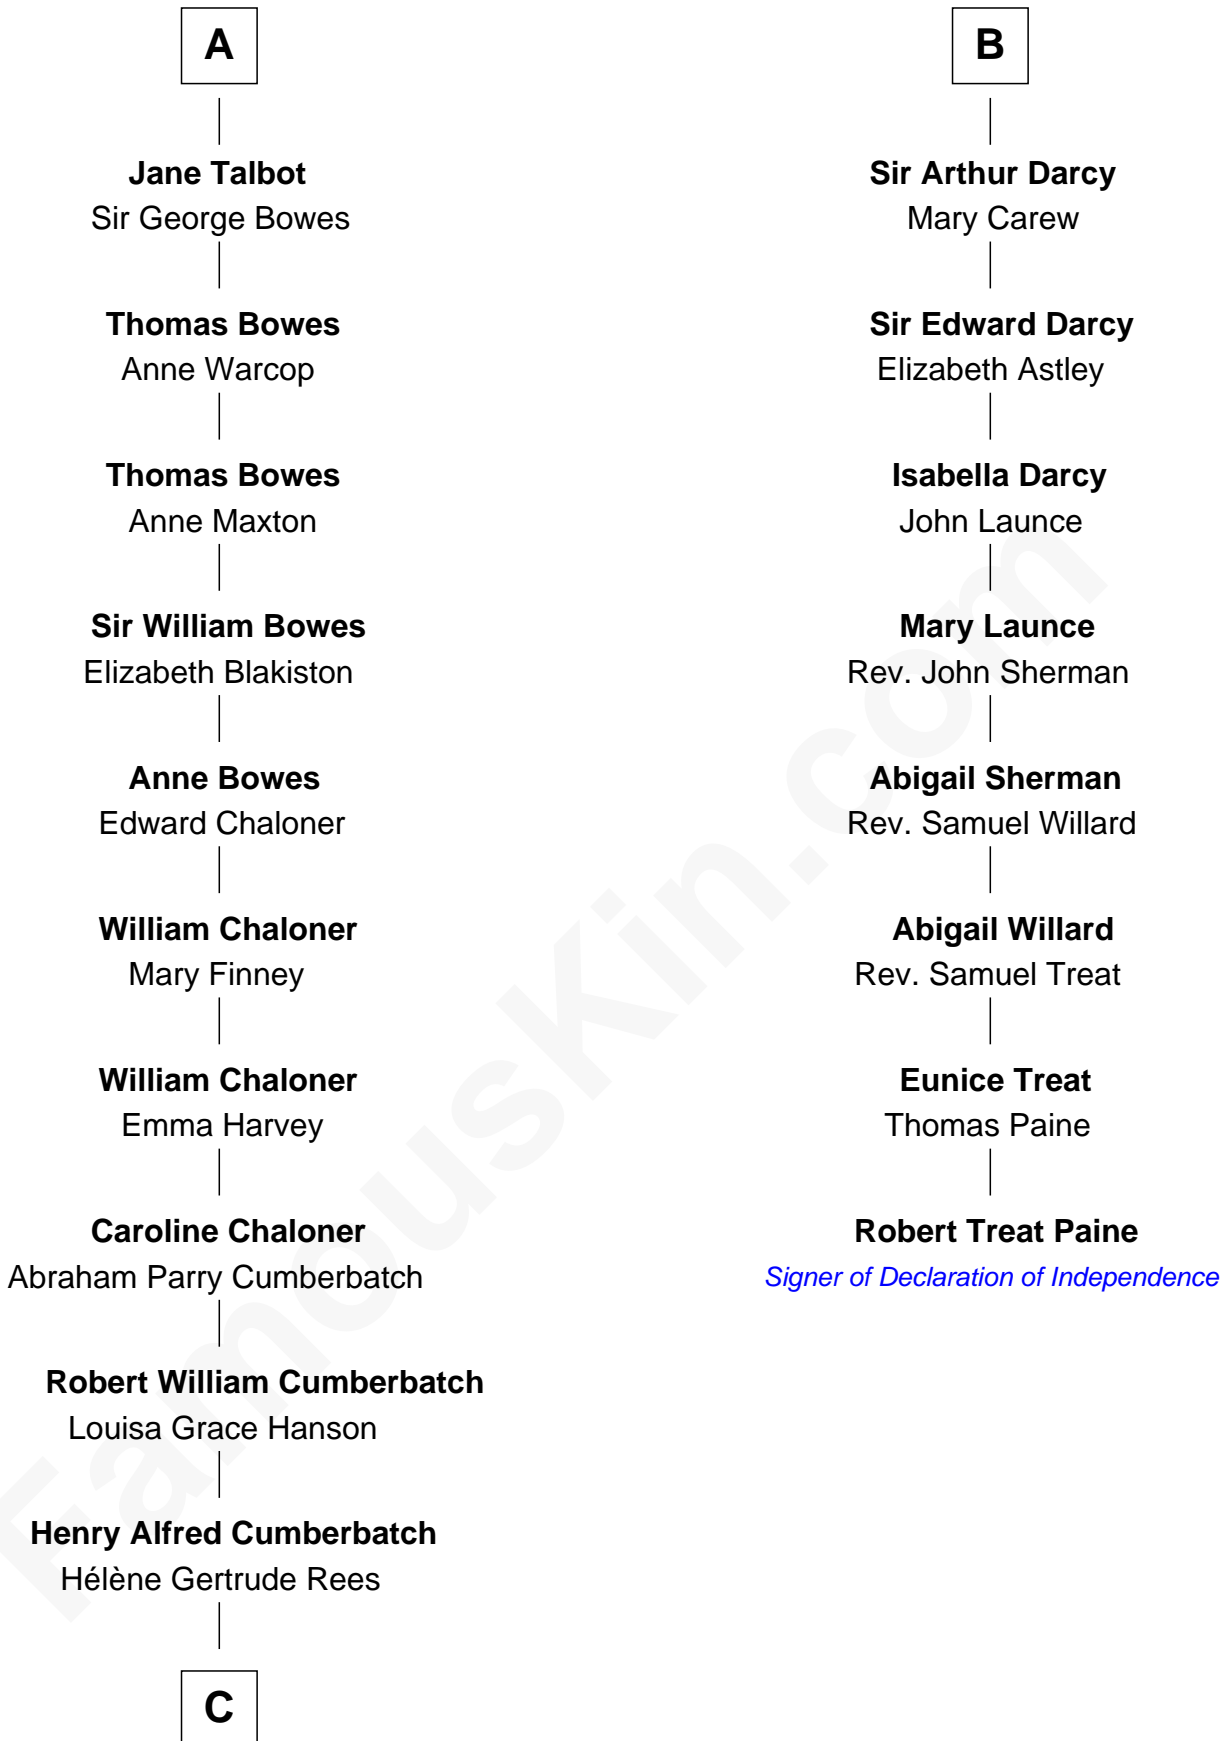 A
Jane Talbot
Sir George Bowes
Thomas Bowes
Anne Warcop
Thomas Bowes
Anne Maxton
Sir William Bowes
Elizabeth Blakiston
Anne Bowes
Edward Chaloner
William Chaloner
Mary Finney
William Chaloner
Emma Harvey
Caroline Chaloner
Abraham Parry Cumberbatch
Robert William Cumberbatch
Louisa Grace Hanson
Henry Alfred Cumberbatch
Hélène Gertrude Rees
C
B
Sir Arthur Darcy
Mary Carew
Sir Edward Darcy
Elizabeth Astley
Isabella Darcy
John Launce
Mary Launce
Rev. John Sherman
Abigail Sherman
Rev. Samuel Willard
Abigail Willard
Rev. Samuel Treat
Eunice Treat
Thomas Paine
Robert Treat Paine
Signer of Declaration of Independence
FamousKin.com